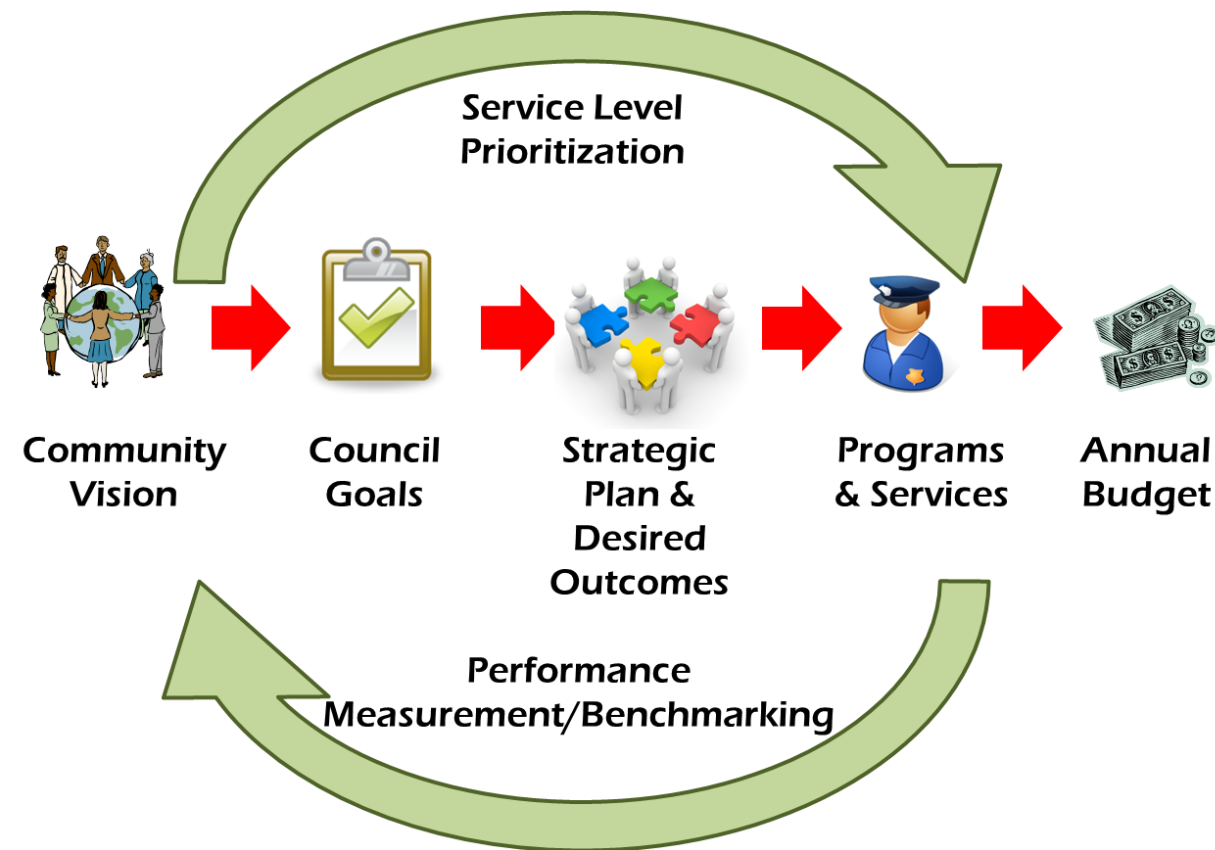 Service Level
Prioritization
Community
Vision
Council
Goals
Strategic
Plan &
Desired
Outcomes
Programs
& Services
Annual
Budget
Performance
Measurement/Benchmarking